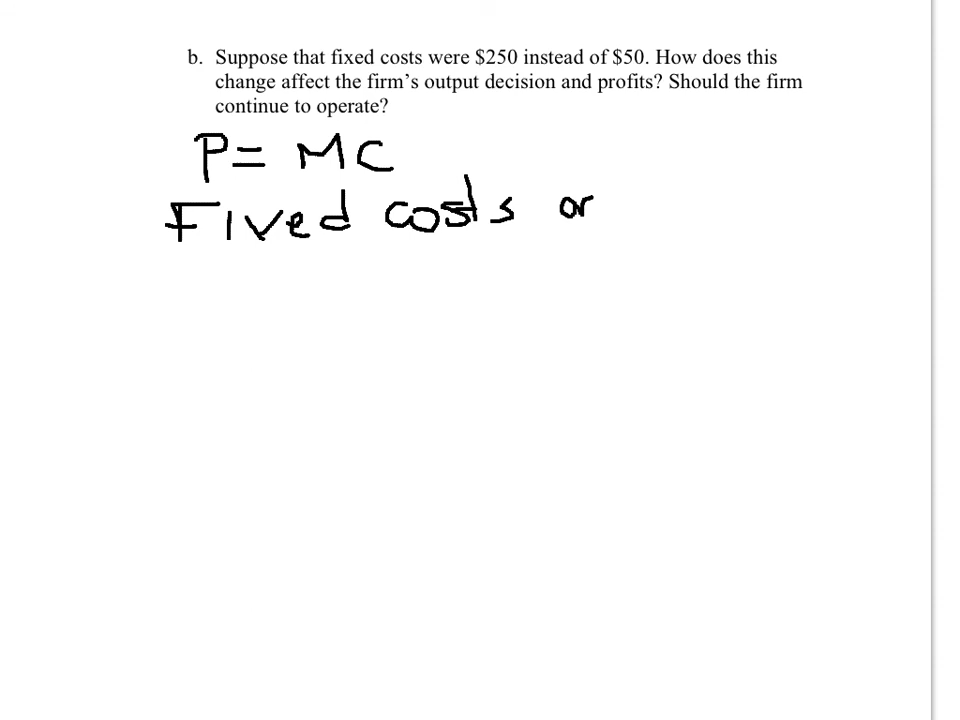 b. Suppose that fixed costs were $250 instead of $50. How does this
change affect the firm's output decision and profits? Should the firm
continue to operate?
P = MC
Fived costs or